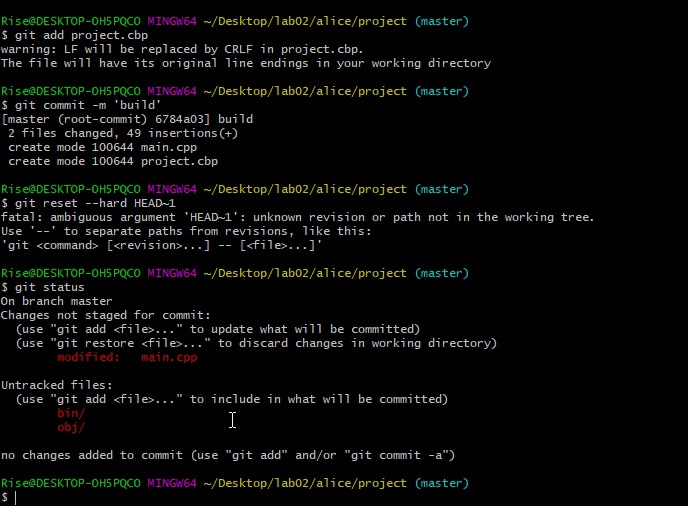 Rise@DESKTOP-OH5PQCO MINGW64 ~/Desktop/lab02/alice/project (master)
$ git add project.cbp
warning: LF will be replaced by CRLF in project.cbp.
The file will have its original line endings in your working directory
Rise@DESKTOP-OH5PQCO MINGW64 ~/Desktop/lab02/alice/project (master)
$ git commit -m 'build'
[master (root-commit) 6784a03] build
 2 files changed, 49 insertions(+)
 create mode 100644 main.cpp
 create mode 100644 project.cbp
Rise@DESKTOP-OH5PQCO MINGW64 ~/Desktop/lab02/alice/project (master)
$ git reset --hard HEAD~1
fatal: ambiguous argument 'HEAD~1': unknown revision or path not in the working tree.
Use '--' to separate paths from revisions, like this:
'git <command> [<revision>...] -- [<file>...]'
Rise@DESKTOP-OH5PQCO MINGW64 ~/Desktop/lab02/alice/project (master)
$ git status
On branch master
Changes not staged for commit:
  (use "git add <file>..." to update what will be committed)
  (use "git restore <file>..." to discard changes in working directory)
        modified:   main.cpp
Untracked files:
  (use "git add <file>..." to include in what will be committed)
        bin/
        obj/
no changes added to commit (use "git add" and/or "git commit -a")
Rise@DESKTOP-OH5PQCO MINGW64 ~/Desktop/lab02/alice/project (master)
$